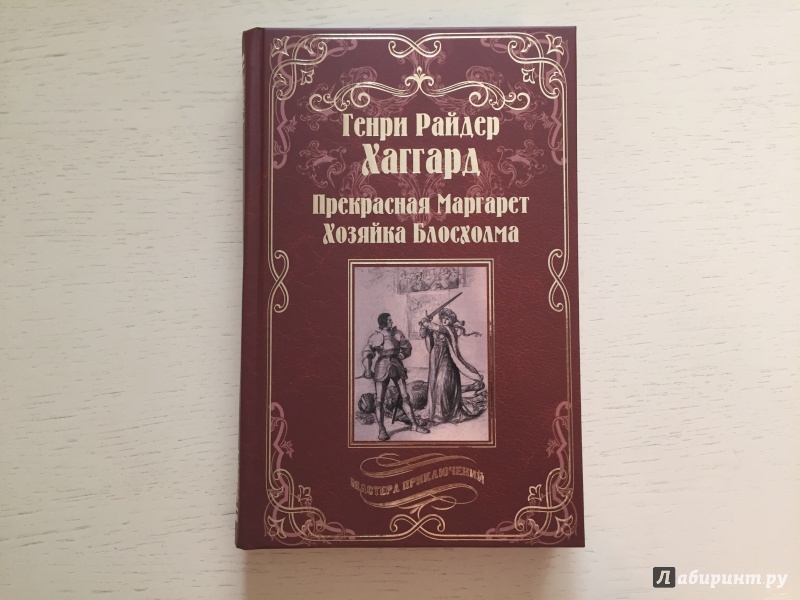 Генри Райдер
Хаггард
Прекрасная Маргарет
Хозяйка Блосхолма
МАСТЕРА ПРИКЛЮЧЕНИЙ
Лабиринт.ру